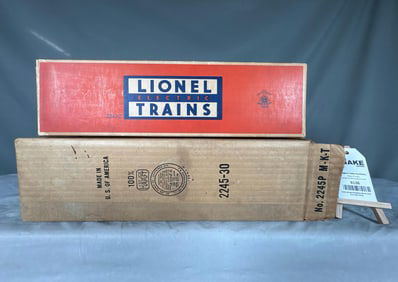 LIONEL
ELECTRIC
TRAINS
MADE IN
U.S. OF AMERICA
100%
2245-30
No. 2245P M-K-T